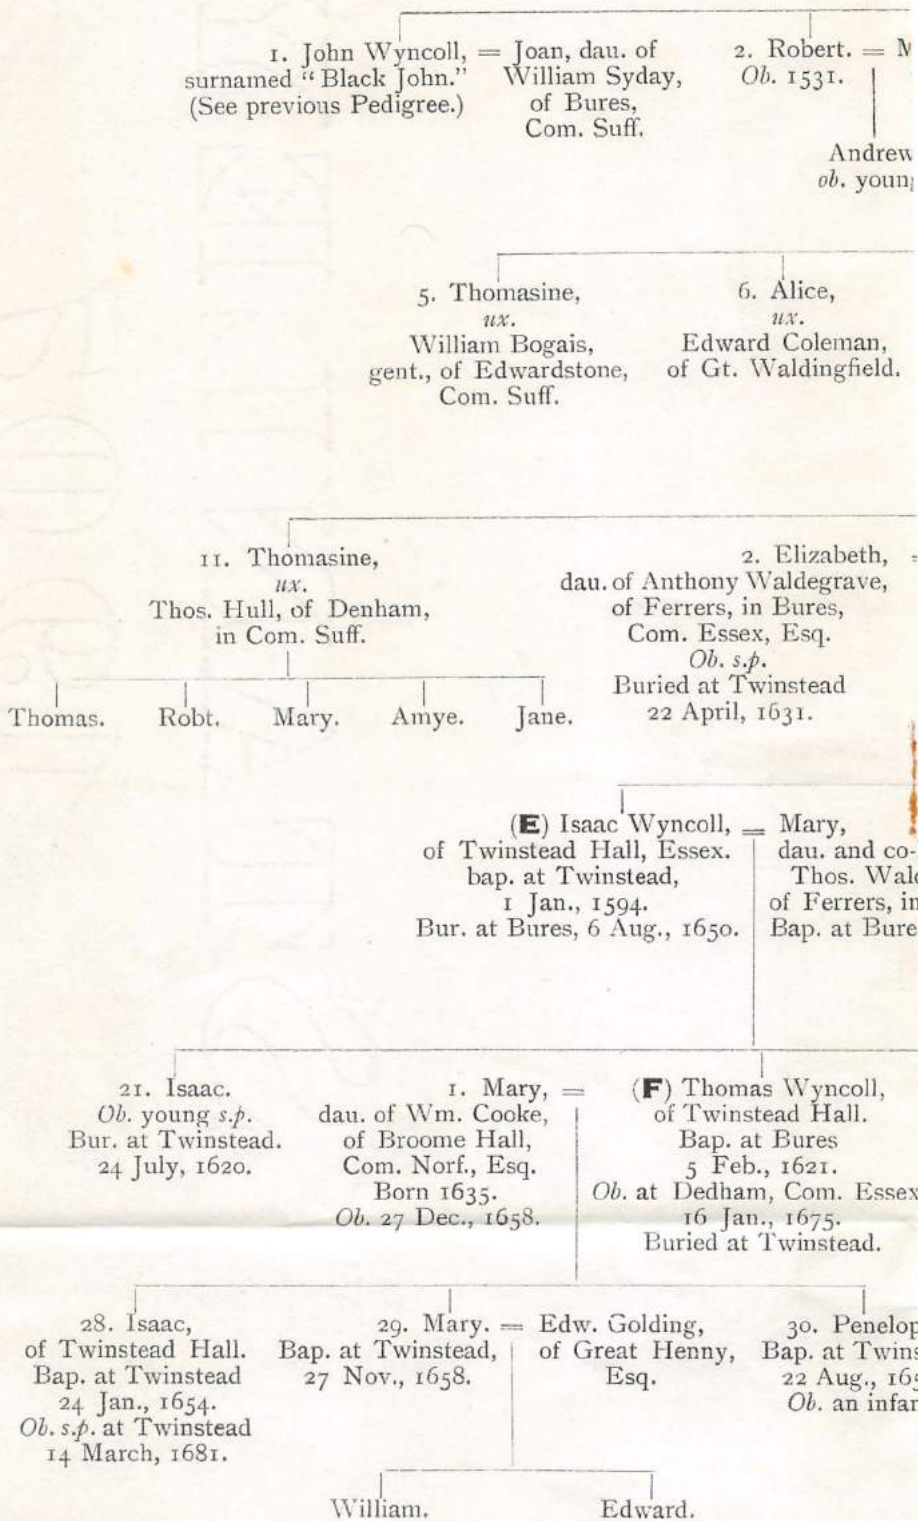 1. John Wyncoll, = Joan, dau. of
surnamed "Black John." William Syday,
(See previous Pedigree.) of Bures,
Com. Suff.
2. Robert. =
Ob. 1531.
Andrew
ob. young
5. Thomasine,
ux.
William Bogais,
gent., of Edwardstone,
Com. Suff.
6. Alice,
ux.
Edward Coleman,
of Gt. Waldingfield.
11. Thomasine,
ux.
Thos. Hull, of Denham,
in Com. Suff.
Thomas. Robt. Mary. Amye. Jane.
2. Elizabeth, =
dau. of Anthony Waldegrave,
of Ferrers, in Bures,
Com. Essex, Esq.
Ob. s.p.
Buried at Twinstead
22 April, 1631.
(E) Isaac Wyncoll, =
of Twinstead Hall, Essex.
bap. at Twinstead,
1 Jan., 1594.
Bur. at Bures, 6 Aug., 1650.
Mary,
dau. and co-
Thos.
of Ferrers, in
Bap. at Bure
21. Isaac.
Ob. young s.p.
Bur. at Twinstead.
24 July, 1620.
1. Mary, =
dau. of Wm. Cooke,
of Broome Hall,
Com. Norf., Esq.
Born 1635.
Ob. 27 Dec., 1658.
(F) Thomas Wyncoll,
of Twinstead Hall.
Bap. at Bures
5 Feb., 1621.
Ob. at Dedham, Com. Essex
16 Jan., 1675.
Buried at Twinstead.
28. Isaac,
of Twinstead Hall.
Bap. at Twinstead
24 Jan., 1654.
Ob. s.p. at Twinstead
14 March, 1681.
29. Mary. =
Bap. at Twinstead,
27 Nov., 1658.
Edw. Golding,
of Great Henny,
Esq.
30. Penelop
Bap. at Twins
22 Aug., 165
Ob. an infan
William. Edward.